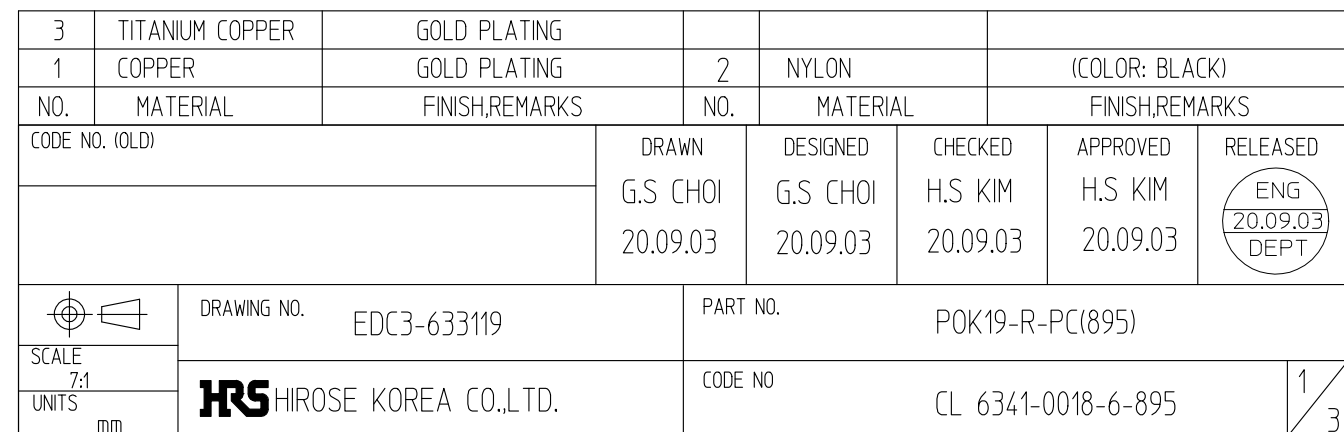 3 TITANIUM COPPER GOLD PLATING
1 COPPER GOLD PLATING 2 NYLON (COLOR: BLACK)
NO. MATERIAL FINISH,REMARKS NO. MATERIAL FINISH,REMARKS
CODE NO. (OLD) DRAWN DESIGNED CHECKED APPROVED RELEASED
G.S CHOI G.S CHOI H.S KIM H.S KIM ENG
20.09.03 20.09.03 20.09.03 20.09.03 20.09.03
DEPT
DRAWING NO. EDC3-633119 PART NO. POK19-R-PC(895)
SCALE
7:1
UNITS
mm
HRS HIROSE KOREA CO.,LTD. CODE NO CL 6341-0018-6-895 1/3